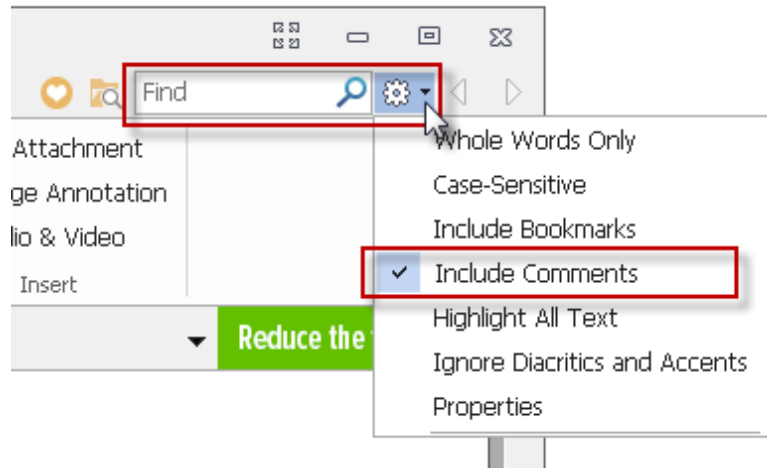 Find
Attachment
ge Annotation
lio & Video
Insert
Reduce the
Whole Words Only
Case-Sensitive
Include Bookmarks
Include Comments
Highlight All Text
Ignore Diacritics and Accents
Properties